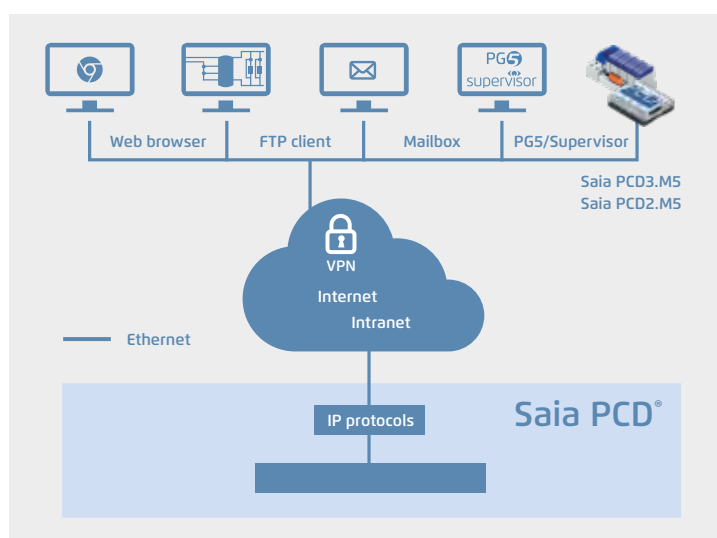 PG5
supervisor
Web browser
FTP client
Mailbox
PG5/Supervisor
Saia PCD3.M5
Saia PCD2.M5
VPN
Internet
Intranet
Ethernet
IP protocols
Saia PCD®